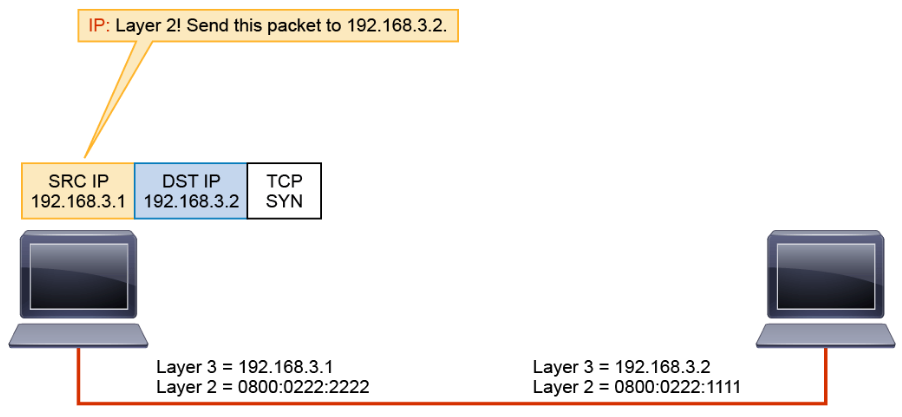 IP: Layer 2! Send this packet to 192.168.3.2.
SRC IP
192.168.3.1
DST IP
192.168.3.2
TCP
SYN
Layer 3 = 192.168.3.1
Layer 2 = 0800:0222:2222
Layer 3 = 192.168.3.2
Layer 2 = 0800:0222:1111